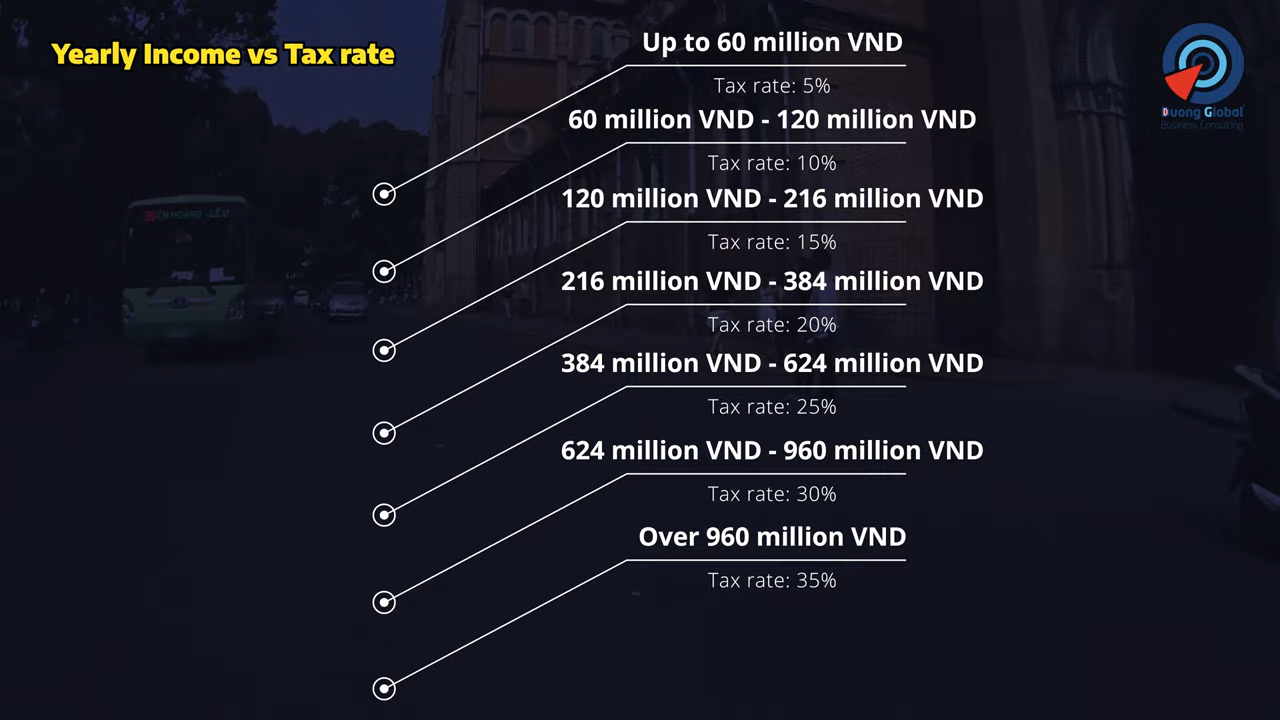 Yearly Income vs Tax rate
Up to 60 million VND
Tax rate: 5%
60 million VND - 120 million VND
Tax rate: 10%
120 million VND - 216 million VND
Tax rate: 15%
216 million VND - 384 million VND
Tax rate: 20%
384 million VND - 624 million VND
Tax rate: 25%
624 million VND - 960 million VND
Tax rate: 30%
Over 960 million VND
Tax rate: 35%
Duong Global
Business Consulting